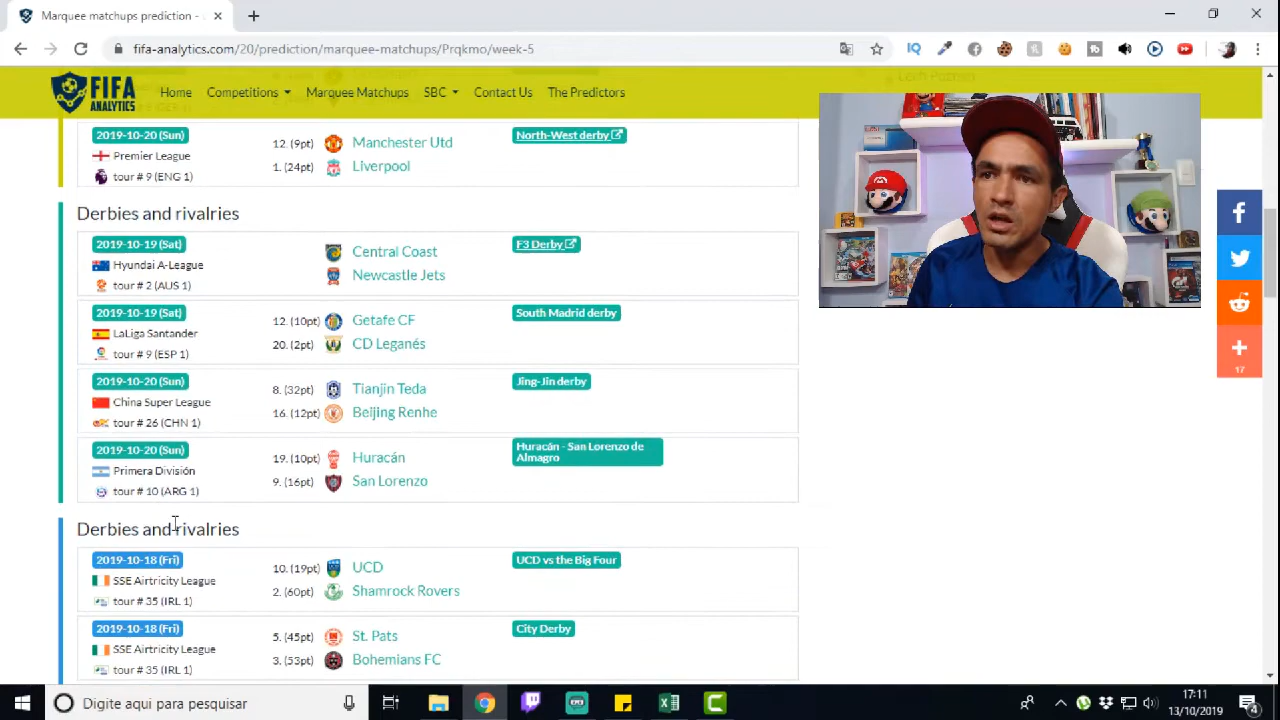 Marquee matchups prediction -
fifa-analytics.com/20/prediction/marquee-matchups/Prqkmo/week-5
FIFA ANALYTICS
Home Competitions Marquee Matchups SBC Contact Us The Predictors
Lech Poznań
2019-10-20 (Sun)
Premier League
tour # 9 (ENG 1)
12. (9pt) Manchester Utd
1. (24pt) Liverpool
North-West derby
Derbies and rivalries
2019-10-19 (Sat)
Hyundai A-League
tour # 2 (AUS 1)
Central Coast
Newcastle Jets
F3 Derby
2019-10-19 (Sat)
LaLiga Santander
tour # 9 (ESP 1)
12. (10pt) Getafe CF
20. (2pt) CD Leganés
South Madrid derby
2019-10-20 (Sun)
China Super League
tour # 26 (CHN 1)
8. (32pt) Tianjin Teda
16. (12pt) Beijing Renhe
Jing-Jin derby
2019-10-20 (Sun)
Primera División
tour # 10 (ARG 1)
19. (10pt) Huracán
9. (16pt) San Lorenzo
Huracán - San Lorenzo de
Almagro
Derbies and rivalries
2019-10-18 (Fri)
SSE Airtricity League
tour # 35 (IRL 1)
10. (19pt) UCD
2. (60pt) Shamrock Rovers
UCD vs the Big Four
2019-10-18 (Fri)
SSE Airtricity League
tour # 35 (IRL 1)
5. (45pt) St. Pats
3. (53pt) Bohemians FC
City Derby
17
Digite aqui para pesquisar
17:11
13/10/2019
4